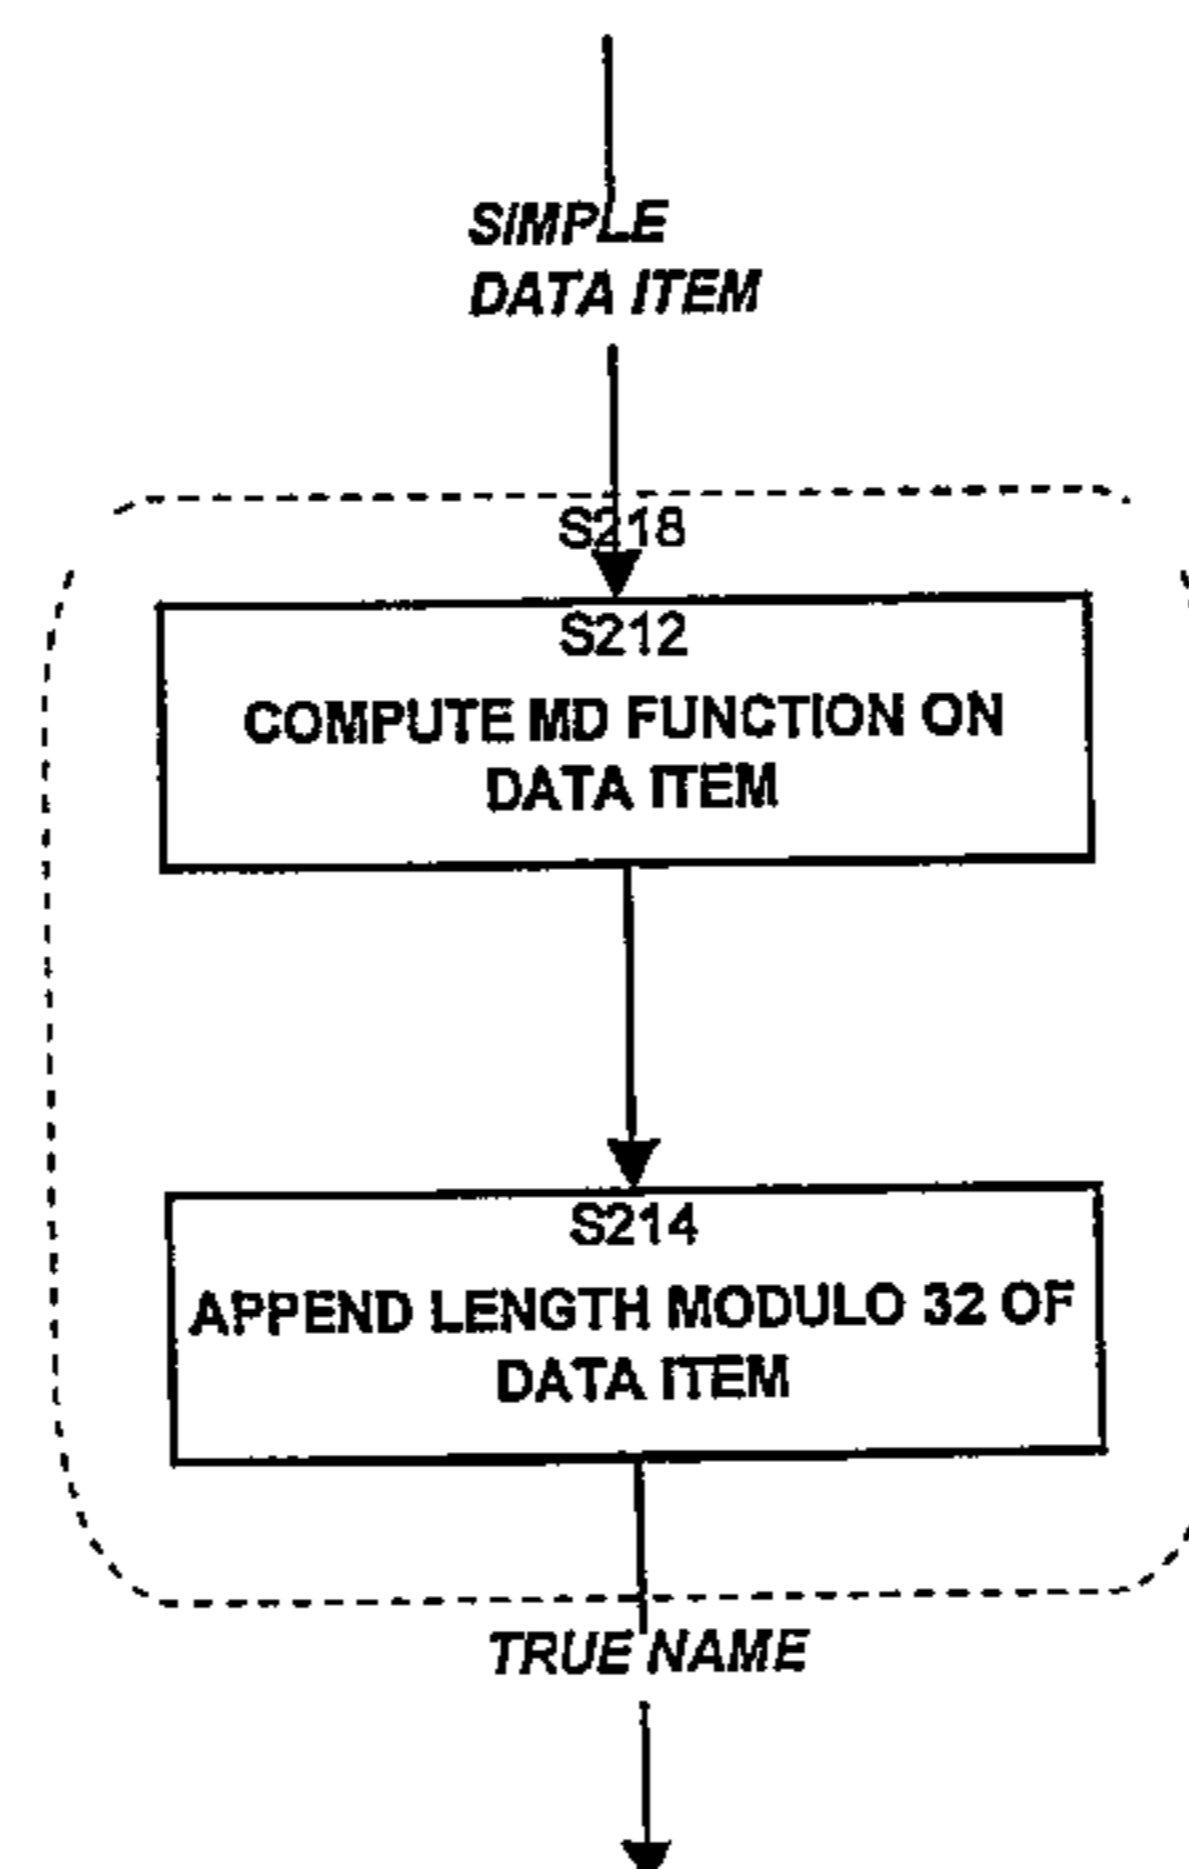 SIMPLE
DATA ITEM
S218
S212
COMPUTE MD FUNCTION ON
DATA ITEM
S214
APPEND LENGTH MODULO 32 OF
DATA ITEM
TRUE NAME